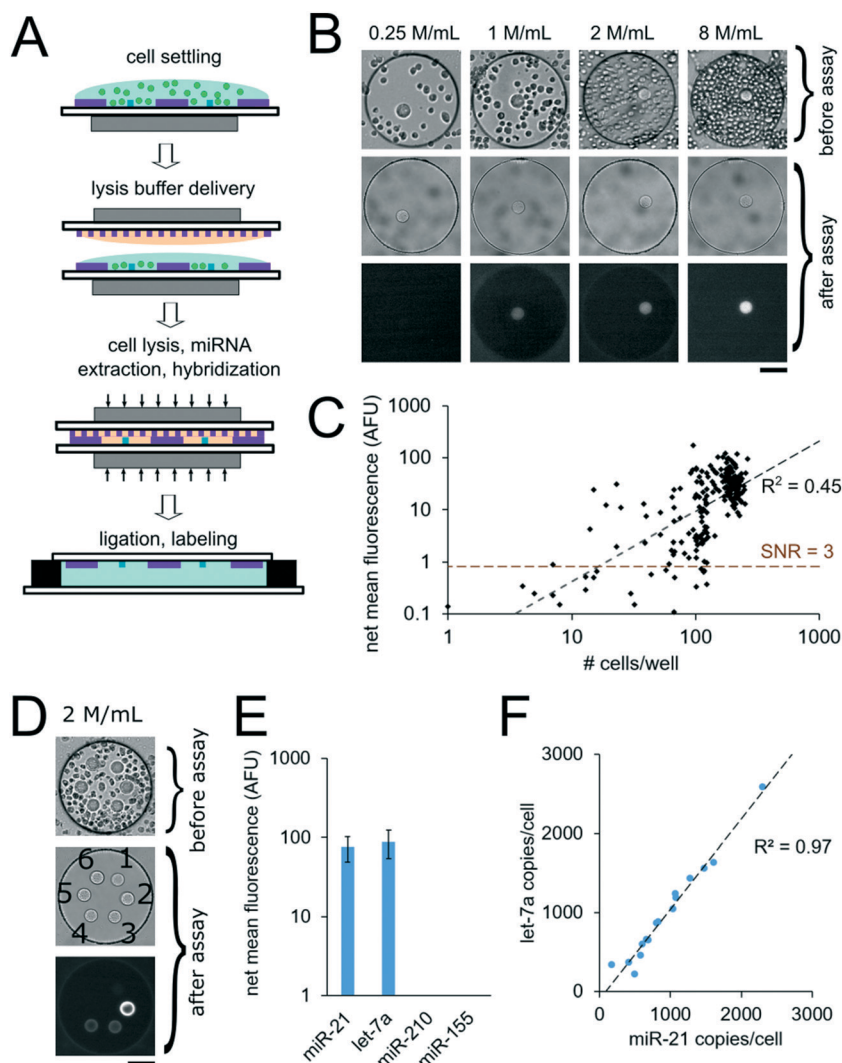 A
cell settling
lysis buffer delivery
cell lysis, miRNA
extraction, hybridization
ligation, labeling
B
0.25 M/mL 1 M/mL 2 M/mL 8 M/mL
before assay
after assay
C
net mean fluorescence (AFU)
1000
100
10
1
0.1
R² = 0.45
SNR = 3
1 10 100 1000
# cells/well
D
2 M/mL
before assay
6 1
5 2
4 3
after assay
E
net mean fluorescence (AFU)
1000
100
10
1
miR-21 let-7a miR-210 miR-155
F
let-7a copies/cell
3000
2000
1000
0
R² = 0.97
0 1000 2000 3000
miR-21 copies/cell